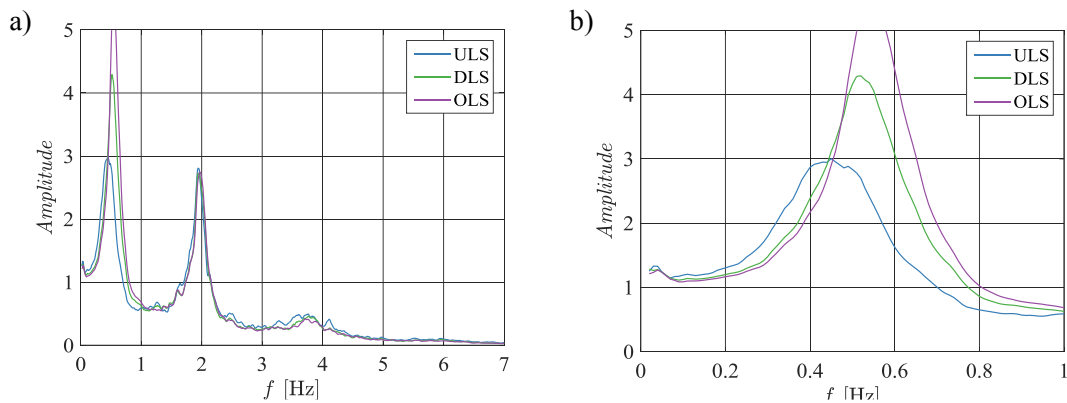 a)
5
4
3
2
1
0
Amplitude
0 1 2 3 4 5 6 7
f [Hz]
ULS
DLS
OLS
b)
5
4
3
2
1
0
Amplitude
0 0.2 0.4 0.6 0.8 1
f [Hz]
ULS
DLS
OLS